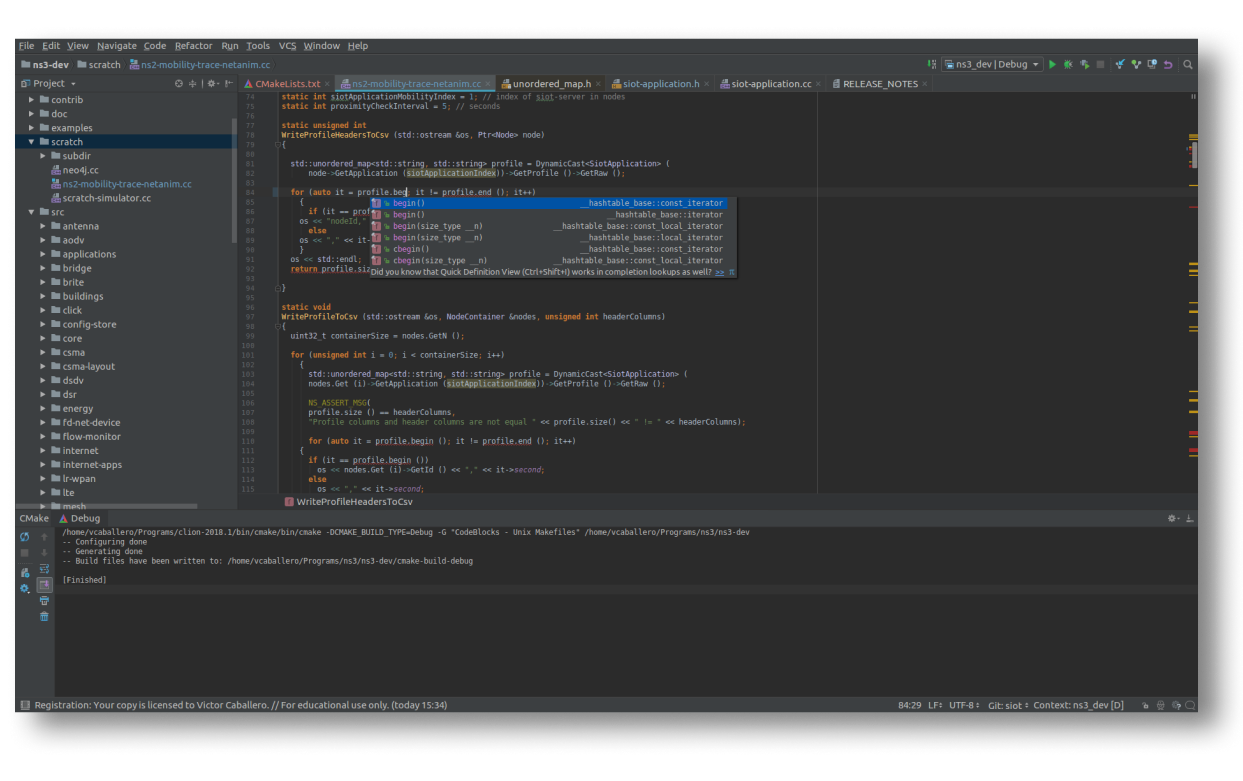 File Edit View Navigate Code Refactor Run Tools VCS Window Help
ns3-dev scratch ns2-mobility-trace-netanim.cc ns3_dev | Debug
Project CMakeLists.txt ns2-mobility-trace-netanim.cc unordered_map.h siot-application.h siot-application.cc RELEASE_NOTES
contrib
doc
examples
scratch
subdir
neo4j.cc
ns2-mobility-trace-netanim.cc
scratch-simulator.cc
src
antenna
aodv
applications
bridge
brite
buildings
click
config-store
core
csma
csma-layout
dsdv
dsr
energy
fd-net-device
flow-monitor
internet
internet-apps
lr-wpan
lte
mesh
74 static int siotApplicationMobilityIndex = 1; // index of siot-server in nodes
75 static int proximityCheckInterval = 5; // seconds
76
77 static unsigned int
78 WriteProfileHeadersToCsv (std::ostream &os, Ptr<Node> node)
79 {
80
81 std::unordered_map<std::string, std::string> profile = DynamicCast<SiotApplication> (
82 node->GetApplication (siotApplicationIndex))->GetProfile ()->GetRaw ();
83
84 for (auto it = profile.beg; it != profile.end (); it++)
85 {
86 if (it == prof
87 os << "nodeId,"
88 else
89 os << "," << it-
90 }
91 os << std::endl;
92 return profile.siz
93
94 }
95
96 static void
97 WriteProfileToCsv (std::ostream &os, NodeContainer &nodes, unsigned int headerColumns)
98 {
99 uint32_t containerSize = nodes.GetN ();
100
101 for (unsigned int i = 0; i < containerSize; i++)
102 {
103 std::unordered_map<std::string, std::string> profile = DynamicCast<SiotApplication> (
104 nodes.Get (i)->GetApplication (siotApplicationIndex))->GetProfile ()->GetRaw ();
105
106 NS_ASSERT_MSG(
107 profile.size () == headerColumns,
108 "Profile columns and header columns are not equal " << profile.size() << " != " << headerColumns);
109
110 for (auto it = profile.begin (); it != profile.end (); it++)
111 {
112 if (it == profile.begin ())
113 os << nodes.Get (i)->GetId () << "," << it->second;
114 else
115 os << "," << it->second;
begin() __hashtable_base::const_iterator
begin() __hashtable_base::iterator
begin(size_type __n) __hashtable_base::const_local_iterator
begin(size_type __n) __hashtable_base::local_iterator
cbegin() __hashtable_base::const_iterator
cbegin(size_type __n) __hashtable_base::const_local_iterator
Did you know that Quick Definition View (Ctrl+Shift+I) works in completion lookups as well? >> π
WriteProfileHeadersToCsv
CMake Debug
/home/vcaballero/Programs/clion-2018.1/bin/cmake/bin/cmake -DCMAKE_BUILD_TYPE=Debug -G "CodeBlocks - Unix Makefiles" /home/vcaballero/Programs/ns3/ns3-dev
-- Configuring done
-- Generating done
-- Build files have been written to: /home/vcaballero/Programs/ns3/ns3-dev/cmake-build-debug
[Finished]
Registration: Your copy is licensed to Victor Caballero. // For educational use only. (today 15:34) 84:29 LF UTF-8 Git: siot Context: ns3_dev [D]